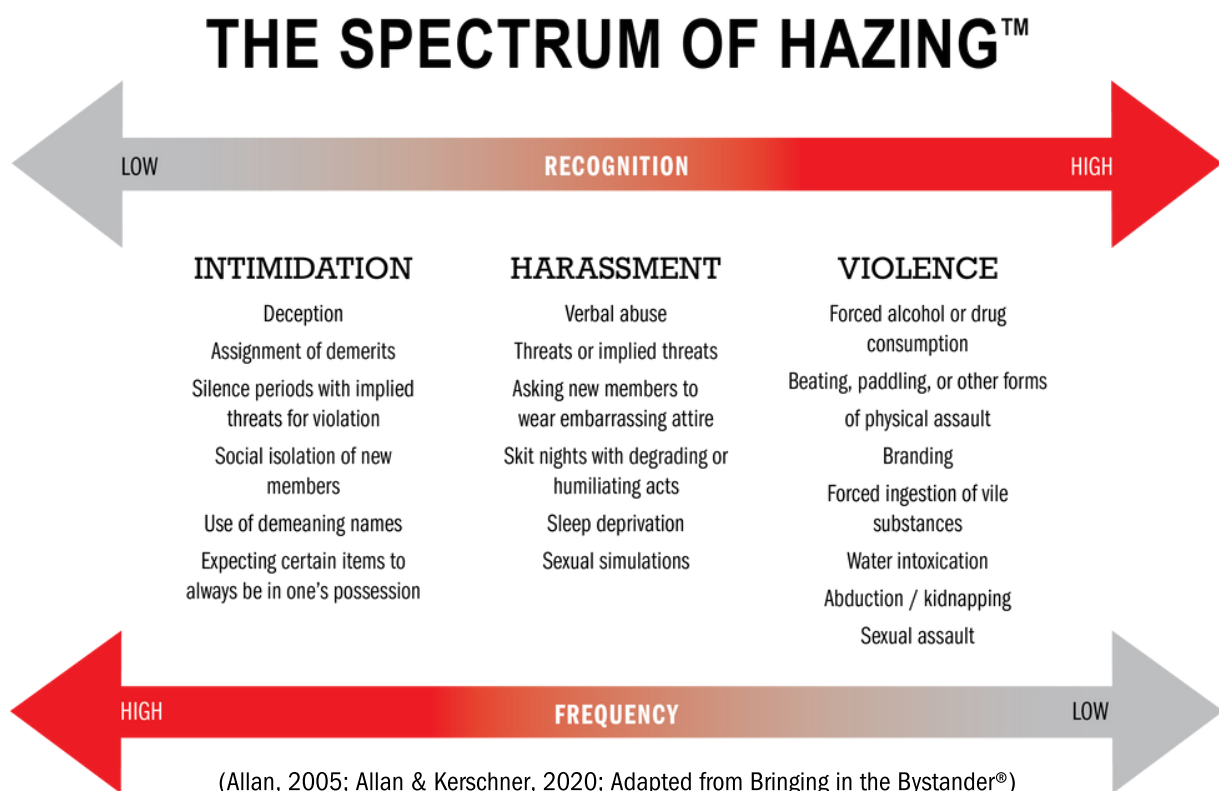 THE SPECTRUM OF HAZING™
LOW RECOGNITION HIGH
INTIMIDATION
Deception
Assignment of demerits
Silence periods with implied
threats for violation
Social isolation of new
members
Use of demeaning names
Expecting certain items to
always be in one's possession
HARASSMENT
Verbal abuse
Threats or implied threats
Asking new members to
wear embarrassing attire
Skit nights with degrading or
humiliating acts
Sleep deprivation
Sexual simulations
VIOLENCE
Forced alcohol or drug
consumption
Beating, paddling, or other forms
of physical assault
Branding
Forced ingestion of vile
substances
Water intoxication
Abduction / kidnapping
Sexual assault
HIGH FREQUENCY LOW
(Allan, 2005; Allan & Kerschner, 2020; Adapted from Bringing in the Bystander®)